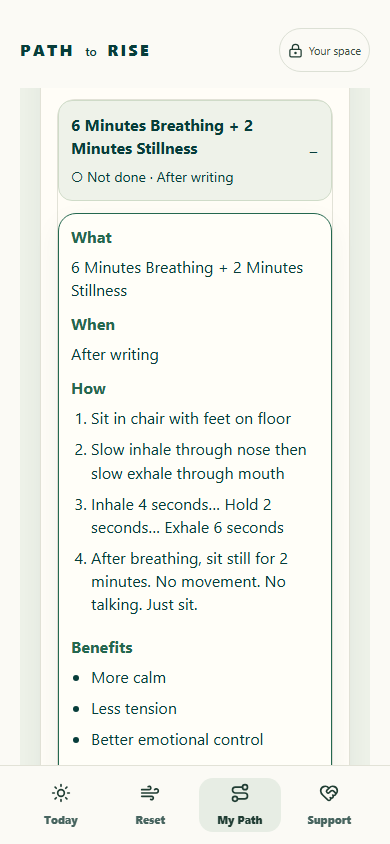 PATH to RISE
Your space
6 Minutes Breathing + 2
Minutes Stillness
–
○ Not done · After writing
What
6 Minutes Breathing + 2 Minutes
Stillness
When
After writing
How
1. Sit in chair with feet on floor
2. Slow inhale through nose then
slow exhale through mouth
3. Inhale 4 seconds... Hold 2
seconds... Exhale 6 seconds
4. After breathing, sit still for 2
minutes. No movement. No
talking. Just sit.
Benefits
• More calm
• Less tension
• Better emotional control
Today
Reset
My Path
Support